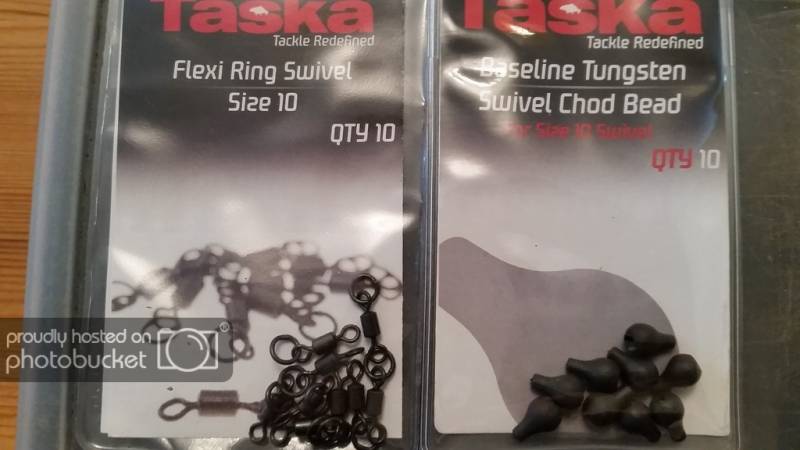 Taska
Tackle Redefined
Flexi Ring Swivel
Size 10
QTY 10
Taska
Tackle Redefined
Baseline Tungsten
Swivel Chod Bead
For Size 10 Swivel
QTY 10
proudly hosted on
photobucket